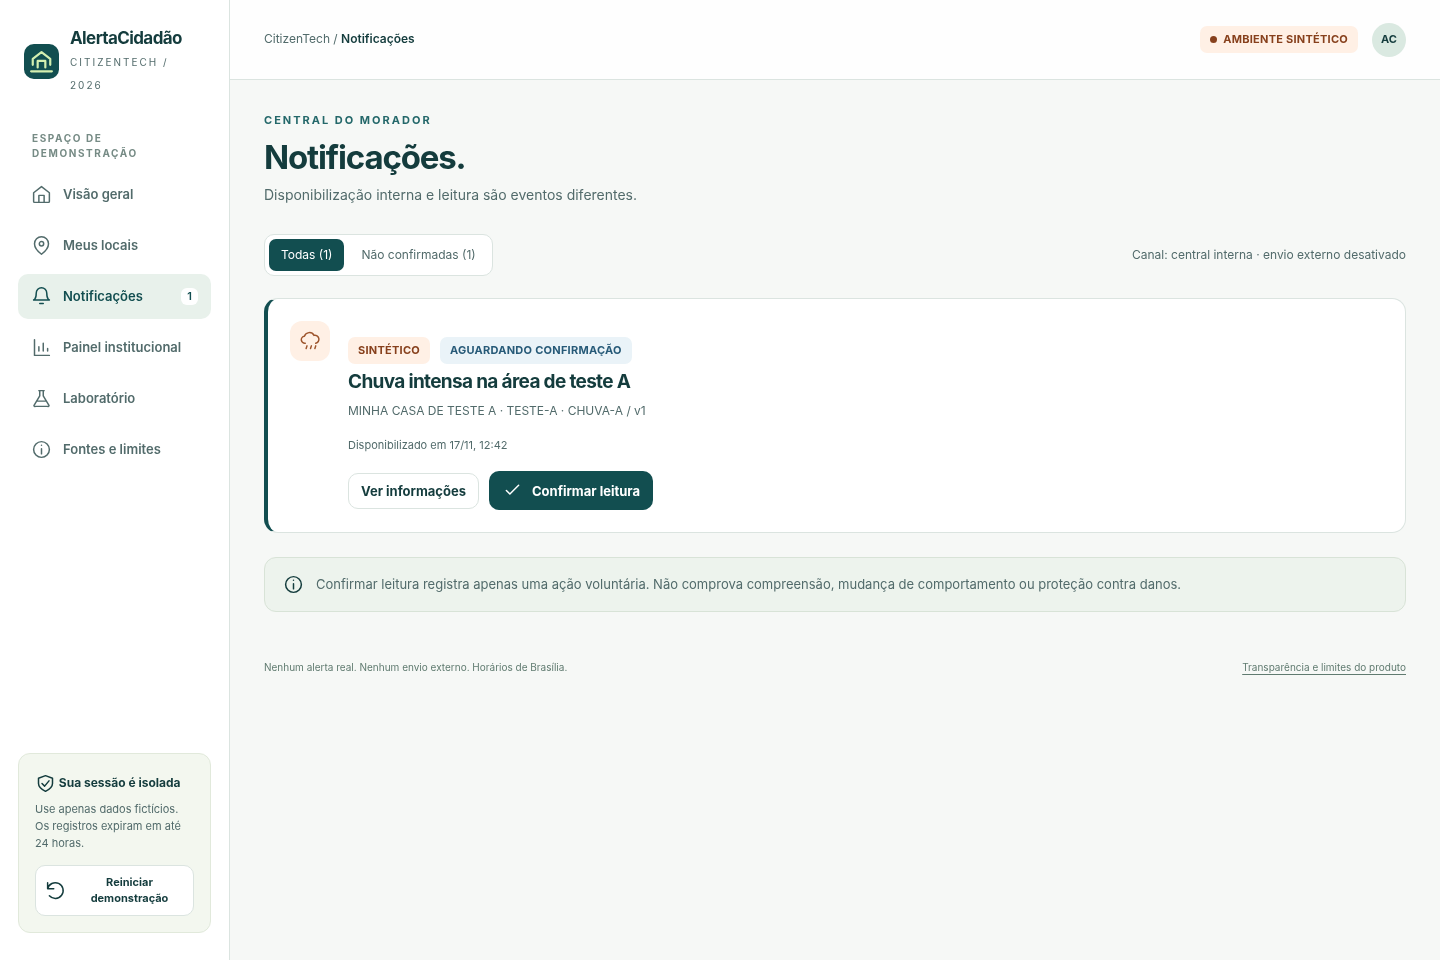 AlertaCidadão
CITIZENTECH /
2026
ESPAÇO DE
DEMONSTRAÇÃO
Visão geral
Meus locais
Notificações 1
Painel institucional
Laboratório
Fontes e limites
Sua sessão é isolada
Use apenas dados fictícios.
Os registros expiram em até
24 horas.
Reiniciar
demonstração
CitizenTech / Notificações
AMBIENTE SINTÉTICO
AC
CENTRAL DO MORADOR
Notificações.
Disponibilização interna e leitura são eventos diferentes.
Todas (1) Não confirmadas (1)
Canal: central interna · envio externo desativado
SINTÉTICO AGUARDANDO CONFIRMAÇÃO
Chuva intensa na área de teste A
MINHA CASA DE TESTE A · TESTE-A · CHUVA-A / v1
Disponibilizado em 17/11, 12:42
Ver informações Confirmar leitura
Confirmar leitura registra apenas uma ação voluntária. Não comprova compreensão, mudança de comportamento ou proteção contra danos.
Nenhum alerta real. Nenhum envio externo. Horários de Brasília.
Transparência e limites do produto